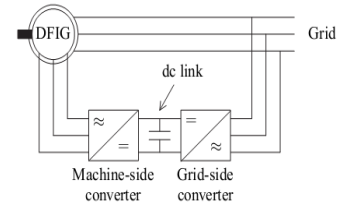 DFIG
Grid
dc link
≈
=
=
≈
Machine-side
converter
Grid-side
converter